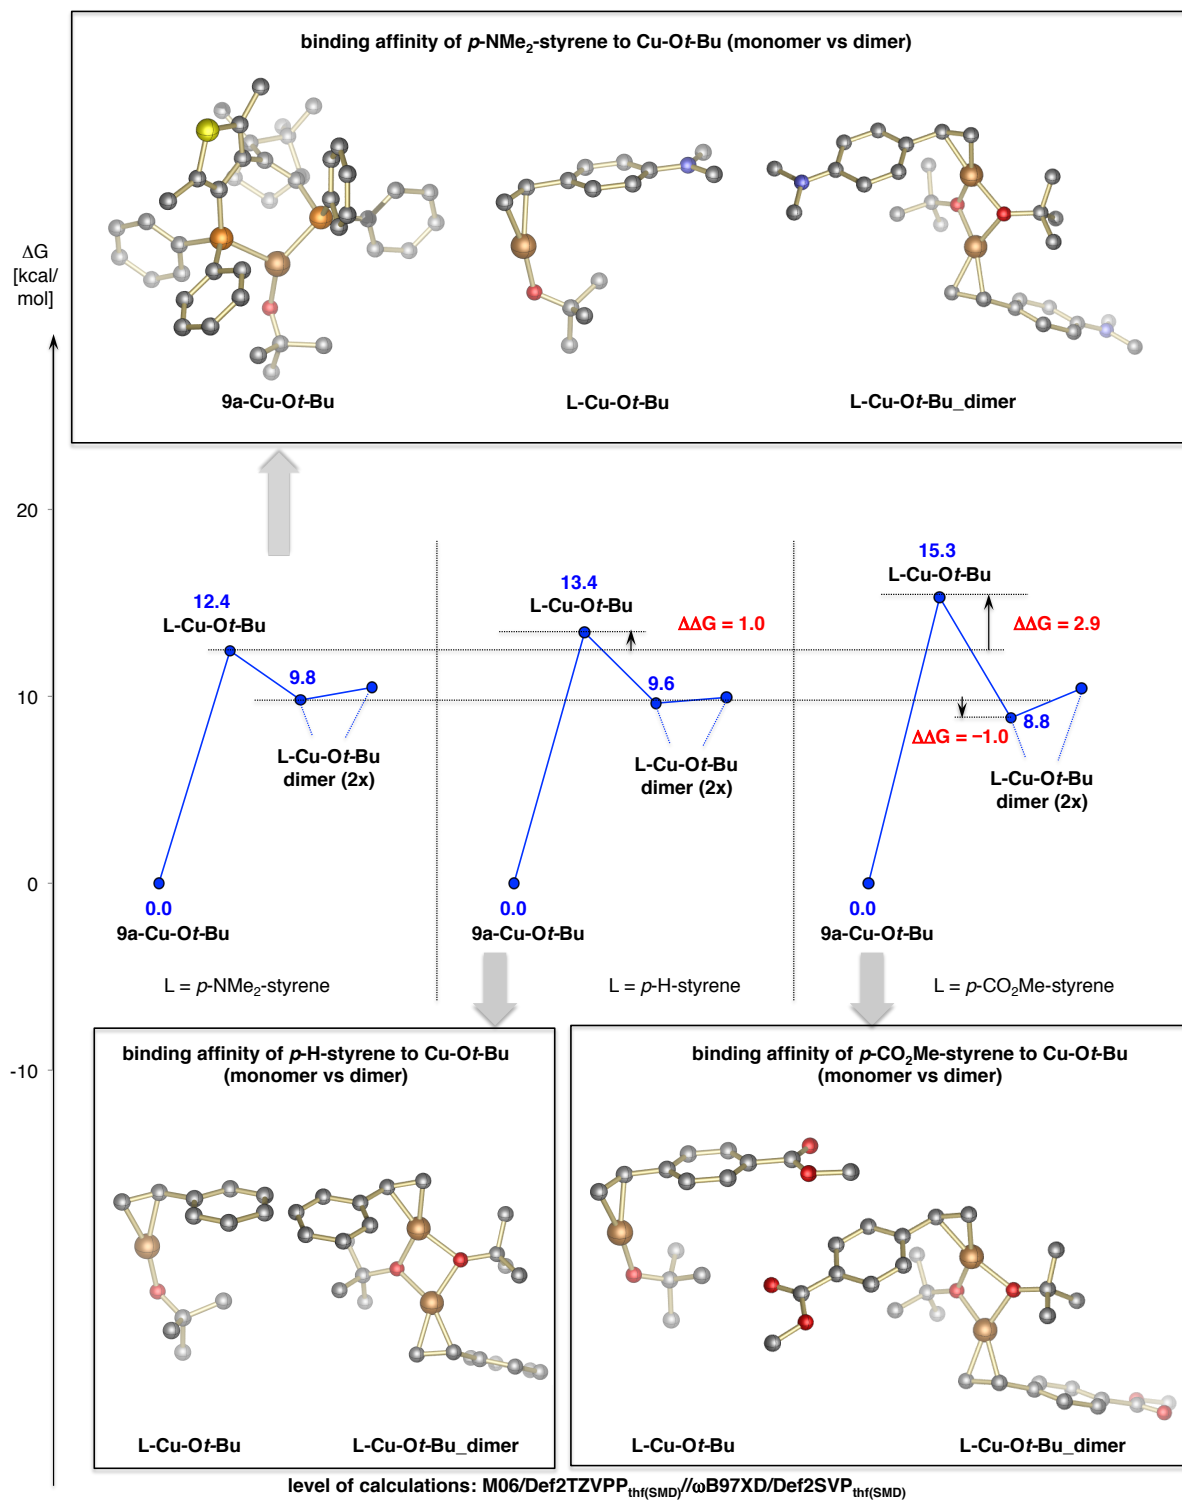 binding affinity of p-NMe₂-styrene to Cu-Ot-Bu (monomer vs dimer)
ΔG
[kcal/
mol]
9a-Cu-Ot-Bu
L-Cu-Ot-Bu
L-Cu-Ot-Bu_dimer
20
10
0
-10
12.4
L-Cu-Ot-Bu
9.8
L-Cu-Ot-Bu
dimer (2x)
0.0
9a-Cu-Ot-Bu
L = p-NMe₂-styrene
13.4
L-Cu-Ot-Bu
ΔΔG = 1.0
9.6
L-Cu-Ot-Bu
dimer (2x)
0.0
9a-Cu-Ot-Bu
L = p-H-styrene
15.3
L-Cu-Ot-Bu
ΔΔG = 2.9
8.8
ΔΔG = −1.0
L-Cu-Ot-Bu
dimer (2x)
0.0
9a-Cu-Ot-Bu
L = p-CO₂Me-styrene
binding affinity of p-H-styrene to Cu-Ot-Bu
(monomer vs dimer)
L-Cu-Ot-Bu
L-Cu-Ot-Bu_dimer
binding affinity of p-CO₂Me-styrene to Cu-Ot-Bu
(monomer vs dimer)
L-Cu-Ot-Bu
L-Cu-Ot-Bu_dimer
level of calculations: M06/Def2TZVPPthf(SMD)//ωB97XD/Def2SVPthf(SMD)